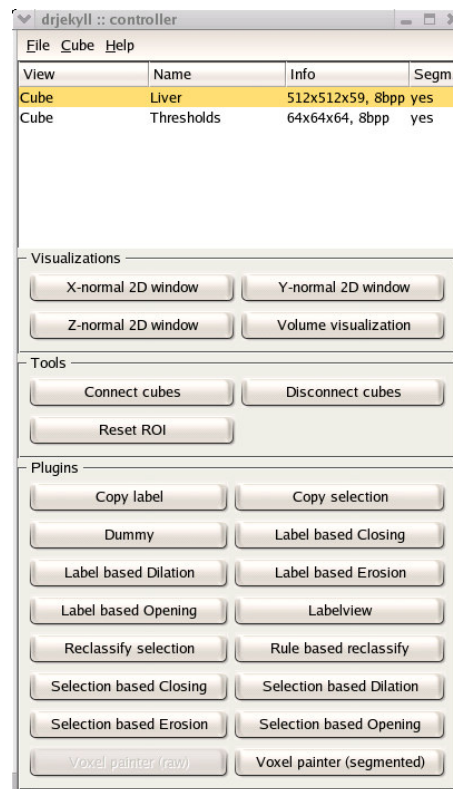 drjekyll :: controller
File Cube Help
View Name Info Segm
Cube Liver 512x512x59, 8bpp yes
Cube Thresholds 64x64x64, 8bpp yes
Visualizations
X-normal 2D window Y-normal 2D window
Z-normal 2D window Volume visualization
Tools
Connect cubes Disconnect cubes
Reset ROI
Plugins
Copy label Copy selection
Dummy Label based Closing
Label based Dilation Label based Erosion
Label based Opening Labelview
Reclassify selection Rule based reclassify
Selection based Closing Selection based Dilation
Selection based Erosion Selection based Opening
Voxel painter (raw) Voxel painter (segmented)